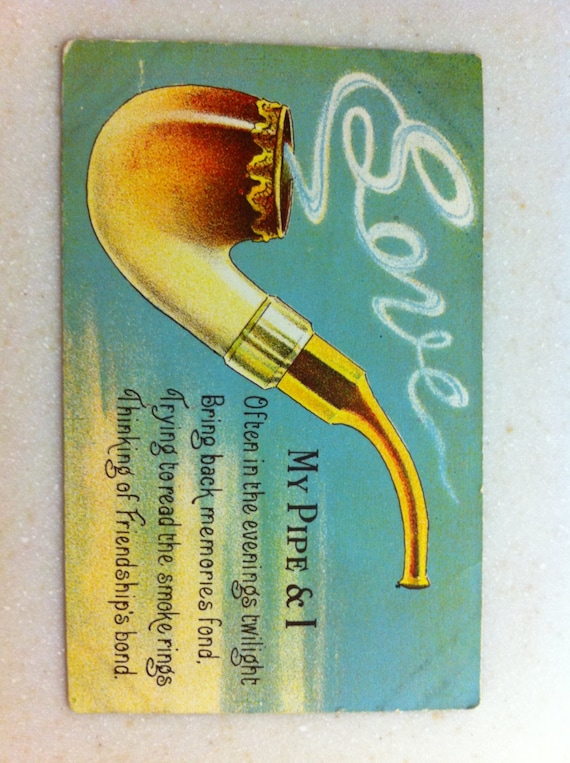 Love
MY PIPE & I
Often in the evenings twilight
Bring back memories fond,
Trying to read the smoke rings
Thinking of Friendship's bond.